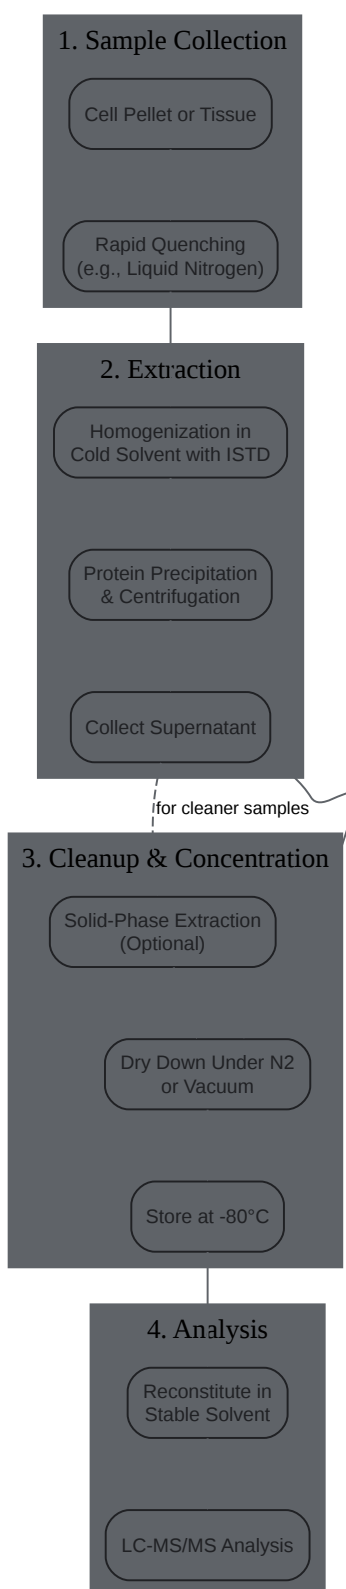 1. Sample Collection
Cell Pellet or Tissue
Rapid Quenching
(e.g., Liquid Nitrogen)
2. Extraction
Homogenization in
Cold Solvent with ISTD
Protein Precipitation
& Centrifugation
Collect Supernatant
for cleaner samples
3. Cleanup & Concentration
Solid-Phase Extraction
(Optional)
Dry Down Under N2
or Vacuum
Store at -80°C
4. Analysis
Reconstitute in
Stable Solvent
LC-MS/MS Analysis